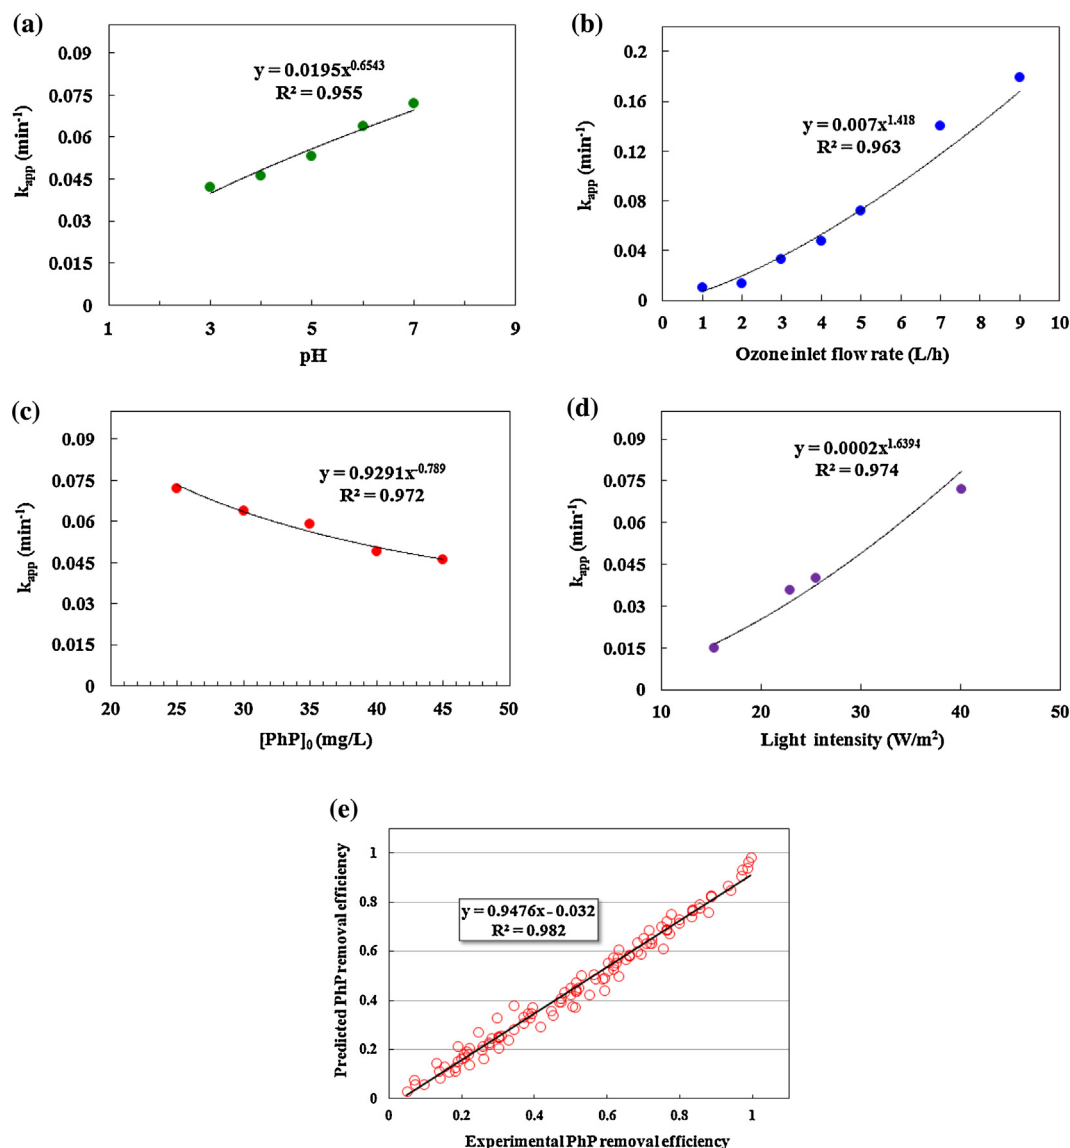 (a)
0.09
0.075
0.06
0.045
0.03
0.015
0
k_app (min⁻¹)
y = 0.0195x^0.6543
R² = 0.955
1 3 5 7 9
pH
(b)
0.2
0.16
0.12
0.08
0.04
0
k_app (min⁻¹)
y = 0.007x^1.418
R² = 0.963
0 1 2 3 4 5 6 7 8 9 10
Ozone inlet flow rate (L/h)
(c)
0.09
0.075
0.06
0.045
0.03
0.015
0
k_app (min⁻¹)
y = 0.9291x^-0.789
R² = 0.972
20 25 30 35 40 45 50
[PhP]₀ (mg/L)
(d)
0.09
0.075
0.06
0.045
0.03
0.015
0
k_app (min⁻¹)
y = 0.0002x^1.6394
R² = 0.974
10 20 30 40 50
Light intensity (W/m²)
(e)
1
0.8
0.6
0.4
0.2
0
Predicted PhP removal efficiency
y = 0.9476x - 0.032
R² = 0.982
0 0.2 0.4 0.6 0.8 1
Experimental PhP removal efficiency